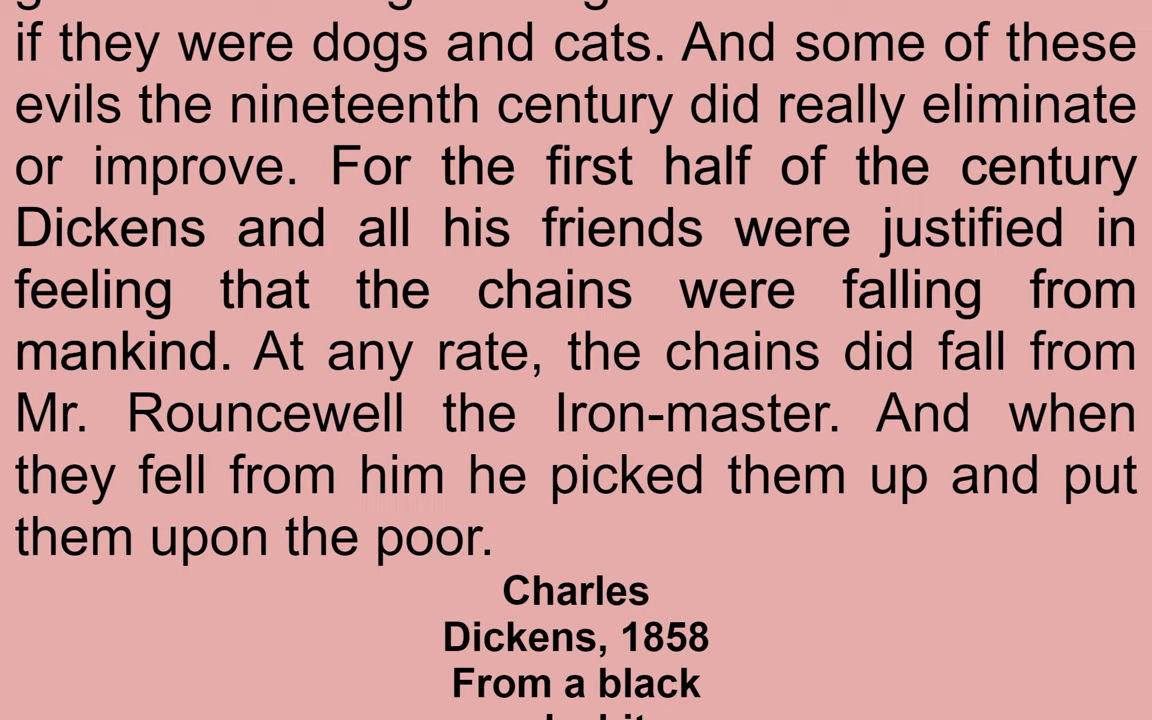 if they were dogs and cats. And some of these
evils the nineteenth century did really eliminate
or improve. For the first half of the century
Dickens and all his friends were justified in
feeling that the chains were falling from
mankind. At any rate, the chains did fall from
Mr. Rouncewell the Iron-master. And when
they fell from him he picked them up and put
them upon the poor.
Charles
Dickens, 1858
From a black